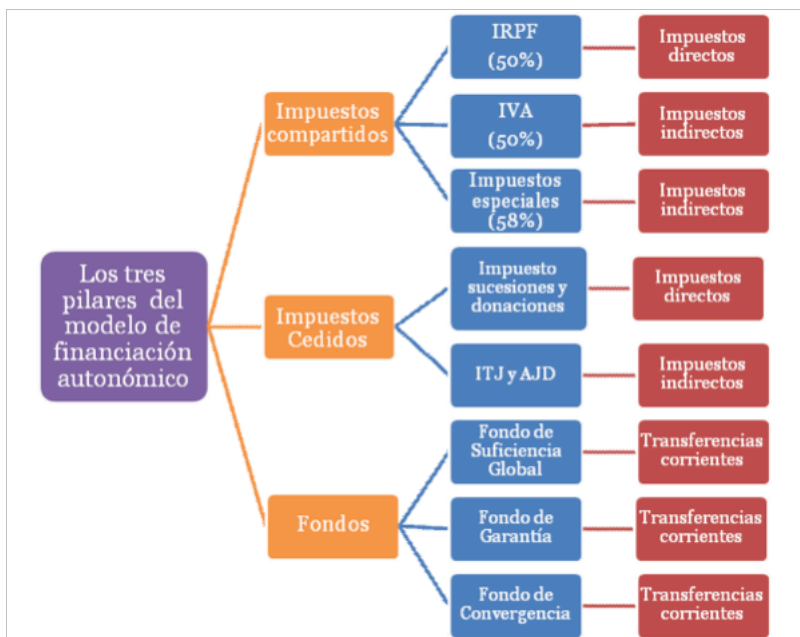 Los tres
pilares del
modelo de
financiación
autonómico
Impuestos
compartidos
IRPF
(50%)
Impuestos
directos
IVA
(50%)
Impuestos
indirectos
Impuestos
especiales
(58%)
Impuestos
indirectos
Impuestos
Cedidos
Impuesto
sucesiones y
donaciones
Impuestos
directos
ITJ y AJD
Impuestos
indirectos
Fondos
Fondo de
Suficiencia
Global
Transferencias
corrientes
Fondo de
Garantía
Transferencias
corrientes
Fondo de
Convergencia
Transferencias
corrientes